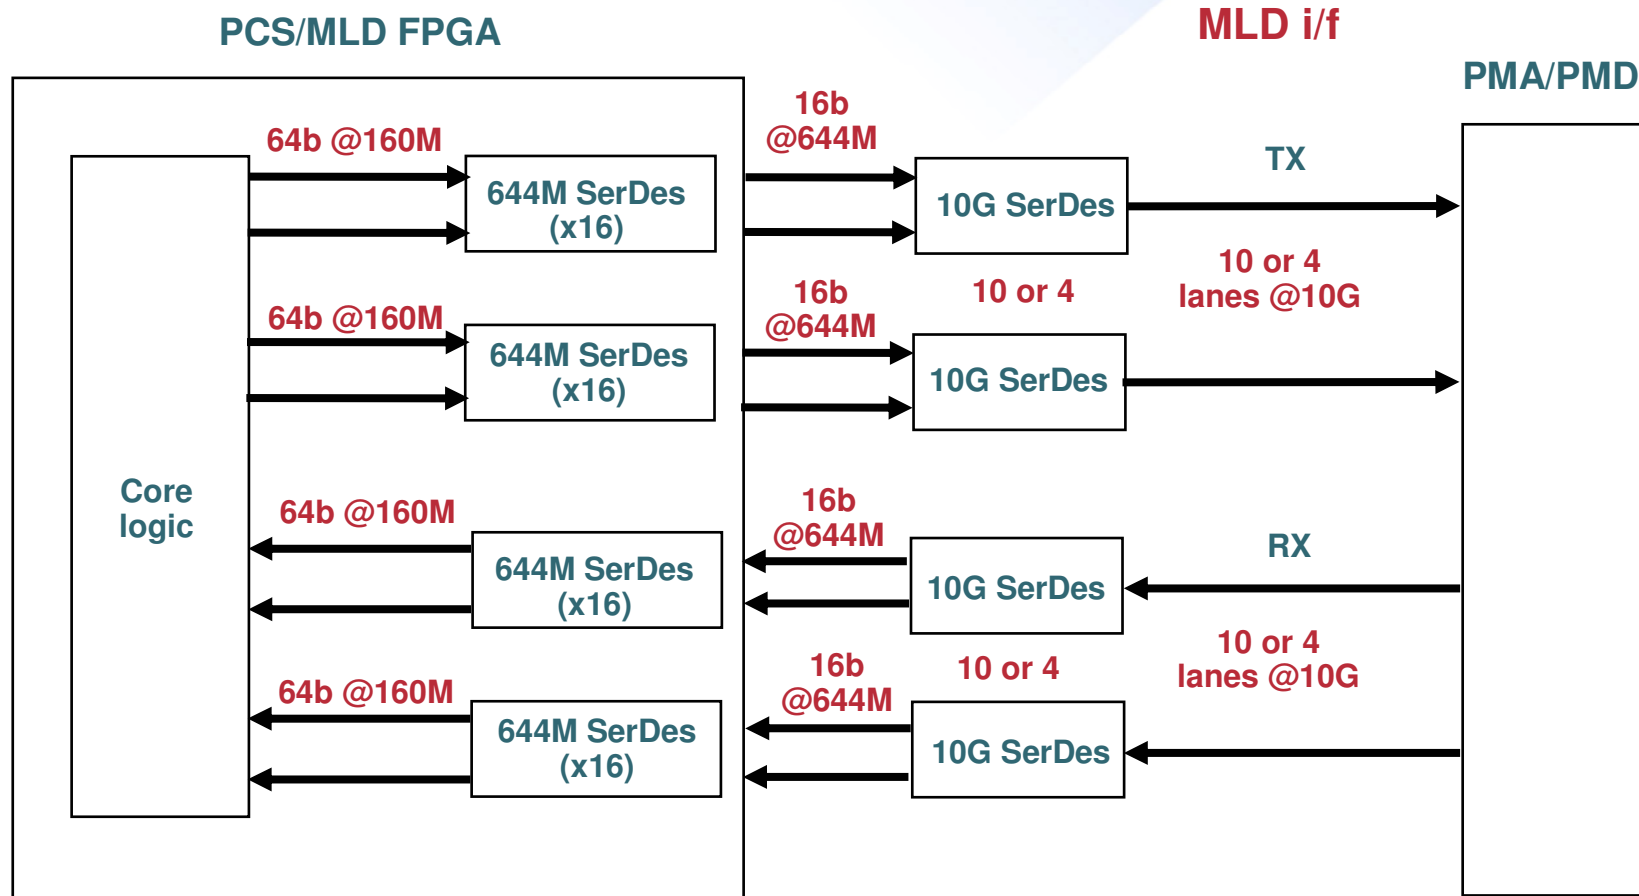 PCS/MLD FPGA
MLD i/f
PMA/PMD
64b @160M
16b
@644M
644M SerDes
(x16)
10G SerDes
TX
64b @160M
16b
@644M
10 or 4
10 or 4
lanes @10G
644M SerDes
(x16)
10G SerDes
Core
logic
64b @160M
16b
@644M
644M SerDes
(x16)
10G SerDes
RX
64b @160M
16b
@644M
10 or 4
10 or 4
lanes @10G
644M SerDes
(x16)
10G SerDes